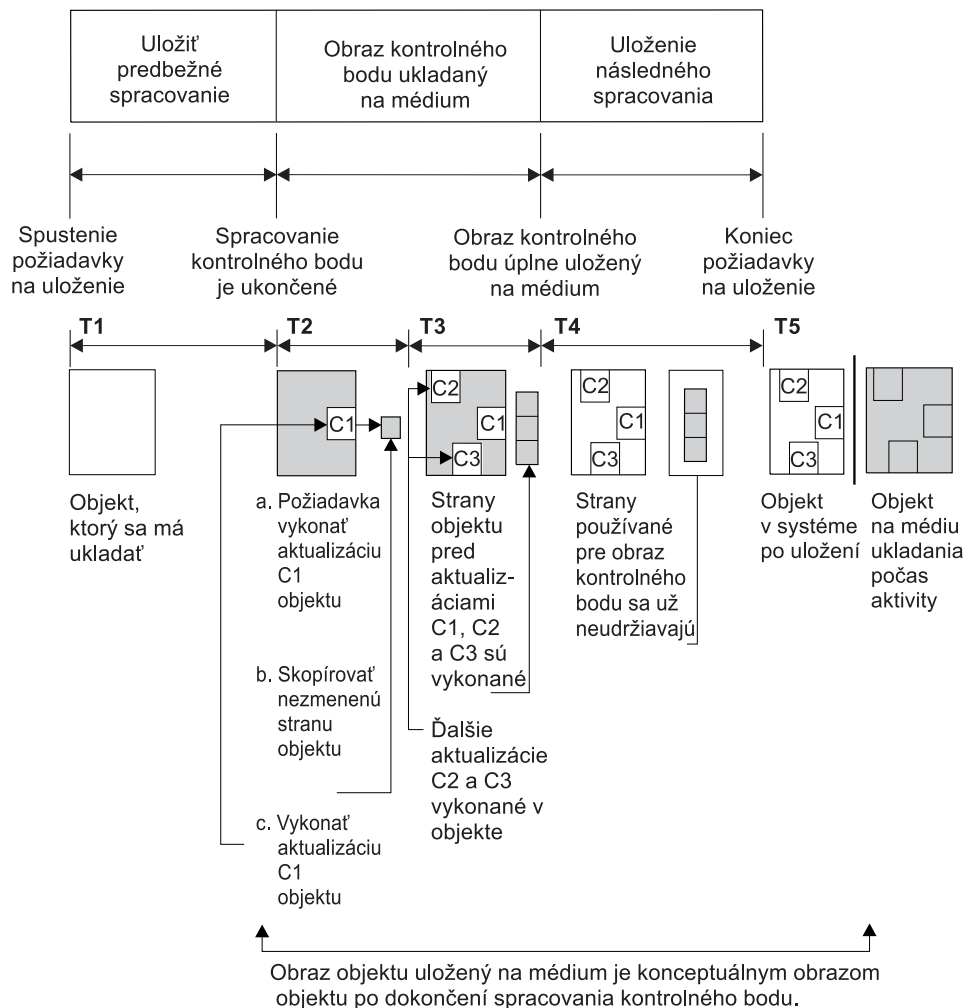 Uložiť
predbežné
spracovanie
Obraz kontrolného
bodu ukladaný
na médium
Uloženie
následného
spracovania
Spustenie
požiadavky
na uloženie
Spracovanie
kontrolného bodu
je ukončené
Obraz kontrolného
bodu úplne uložený
na médium
Koniec
požiadavky
na uloženie
T1
T2
T3
T4
T5
C1
C2
C1
C3
C2
C1
C3
C2
C1
C3
Objekt,
ktorý sa má
ukladať
a. Požiadavka
vykonať
aktualizáciu
C1
objektu
b. Skopírovať
nezmenenú
stranu
objektu
c. Vykonať
aktualizáciu
C1
objektu
Strany
objektu
pred
aktualiz-
áciami
C1, C2
a C3 sú
vykonané
Ďalšie
aktualizácie
C2 a C3
vykonané v
objekte
Strany
používané
pre obraz
kontrolného
bodu sa už
neudržiavajú
Objekt
v systéme
po uložení
Objekt
na médiu
ukladania
počas
aktivity
Obraz objektu uložený na médium je konceptuálnym obrazom
objektu po dokončení spracovania kontrolného bodu.